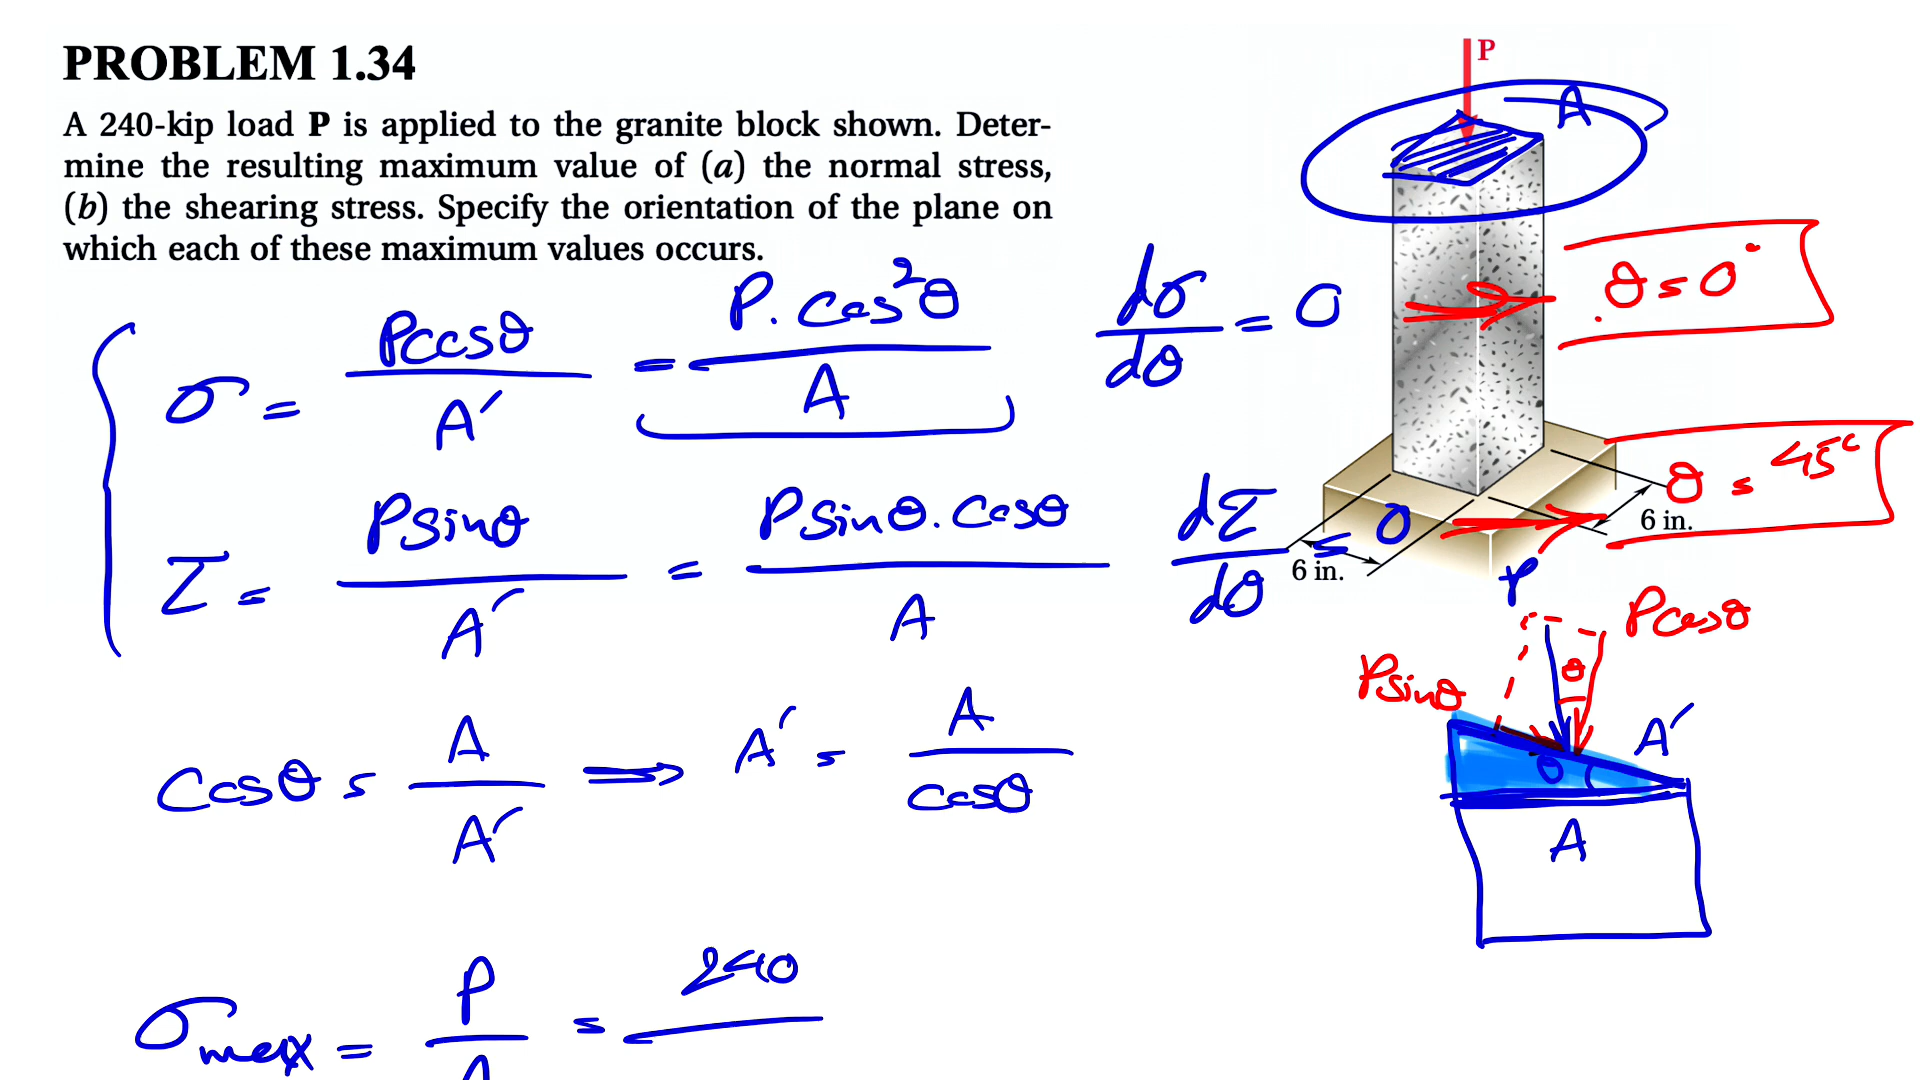 PROBLEM 1.34
A 240-kip load P is applied to the granite block shown. Deter-
mine the resulting maximum value of (a) the normal stress,
(b) the shearing stress. Specify the orientation of the plane on
which each of these maximum values occurs.
P
A
σ = Pcosθ / A′ = P. cos²θ / A
dσ / dθ = 0
θ = 0°
τ = Psinθ / A′ = Psinθ. cosθ / A
dτ / dθ = 0
θ = 45°
6 in.
6 in.
cosθ = A / A′ ⟹ A′ = A / cosθ
P
Pcosθ
Psinθ
θ
A′
θ
A
σmax = P / A = 240